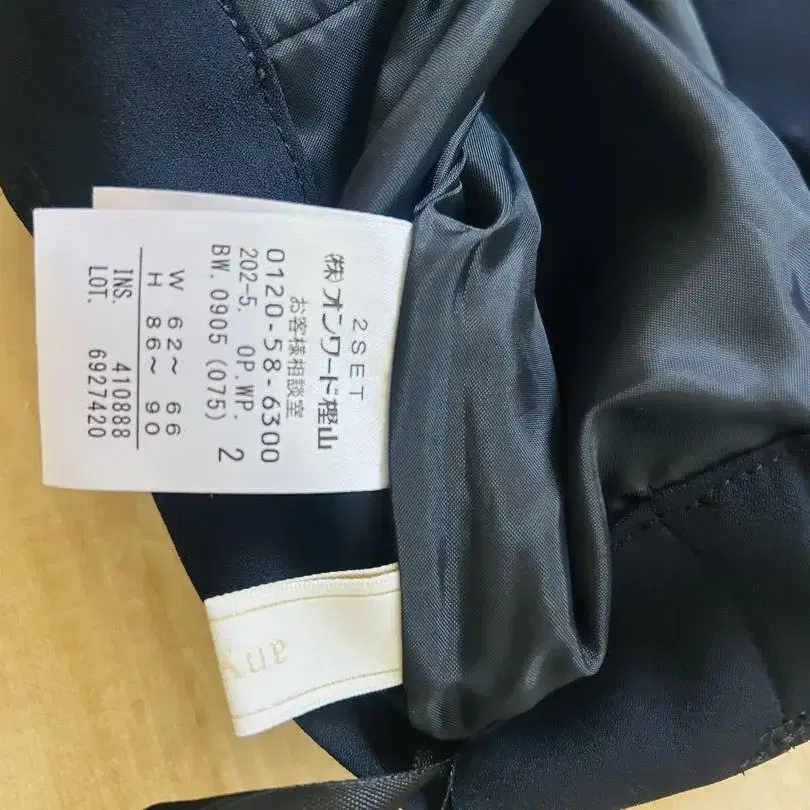 2SET
㈱オンワード樫山
お客様相談室
0120-58-6300
202-5. OP.WP. 2
BW.0905(075)
W 62~ 66
H 86~ 90
INS. 410888
LOT. 6927420
any